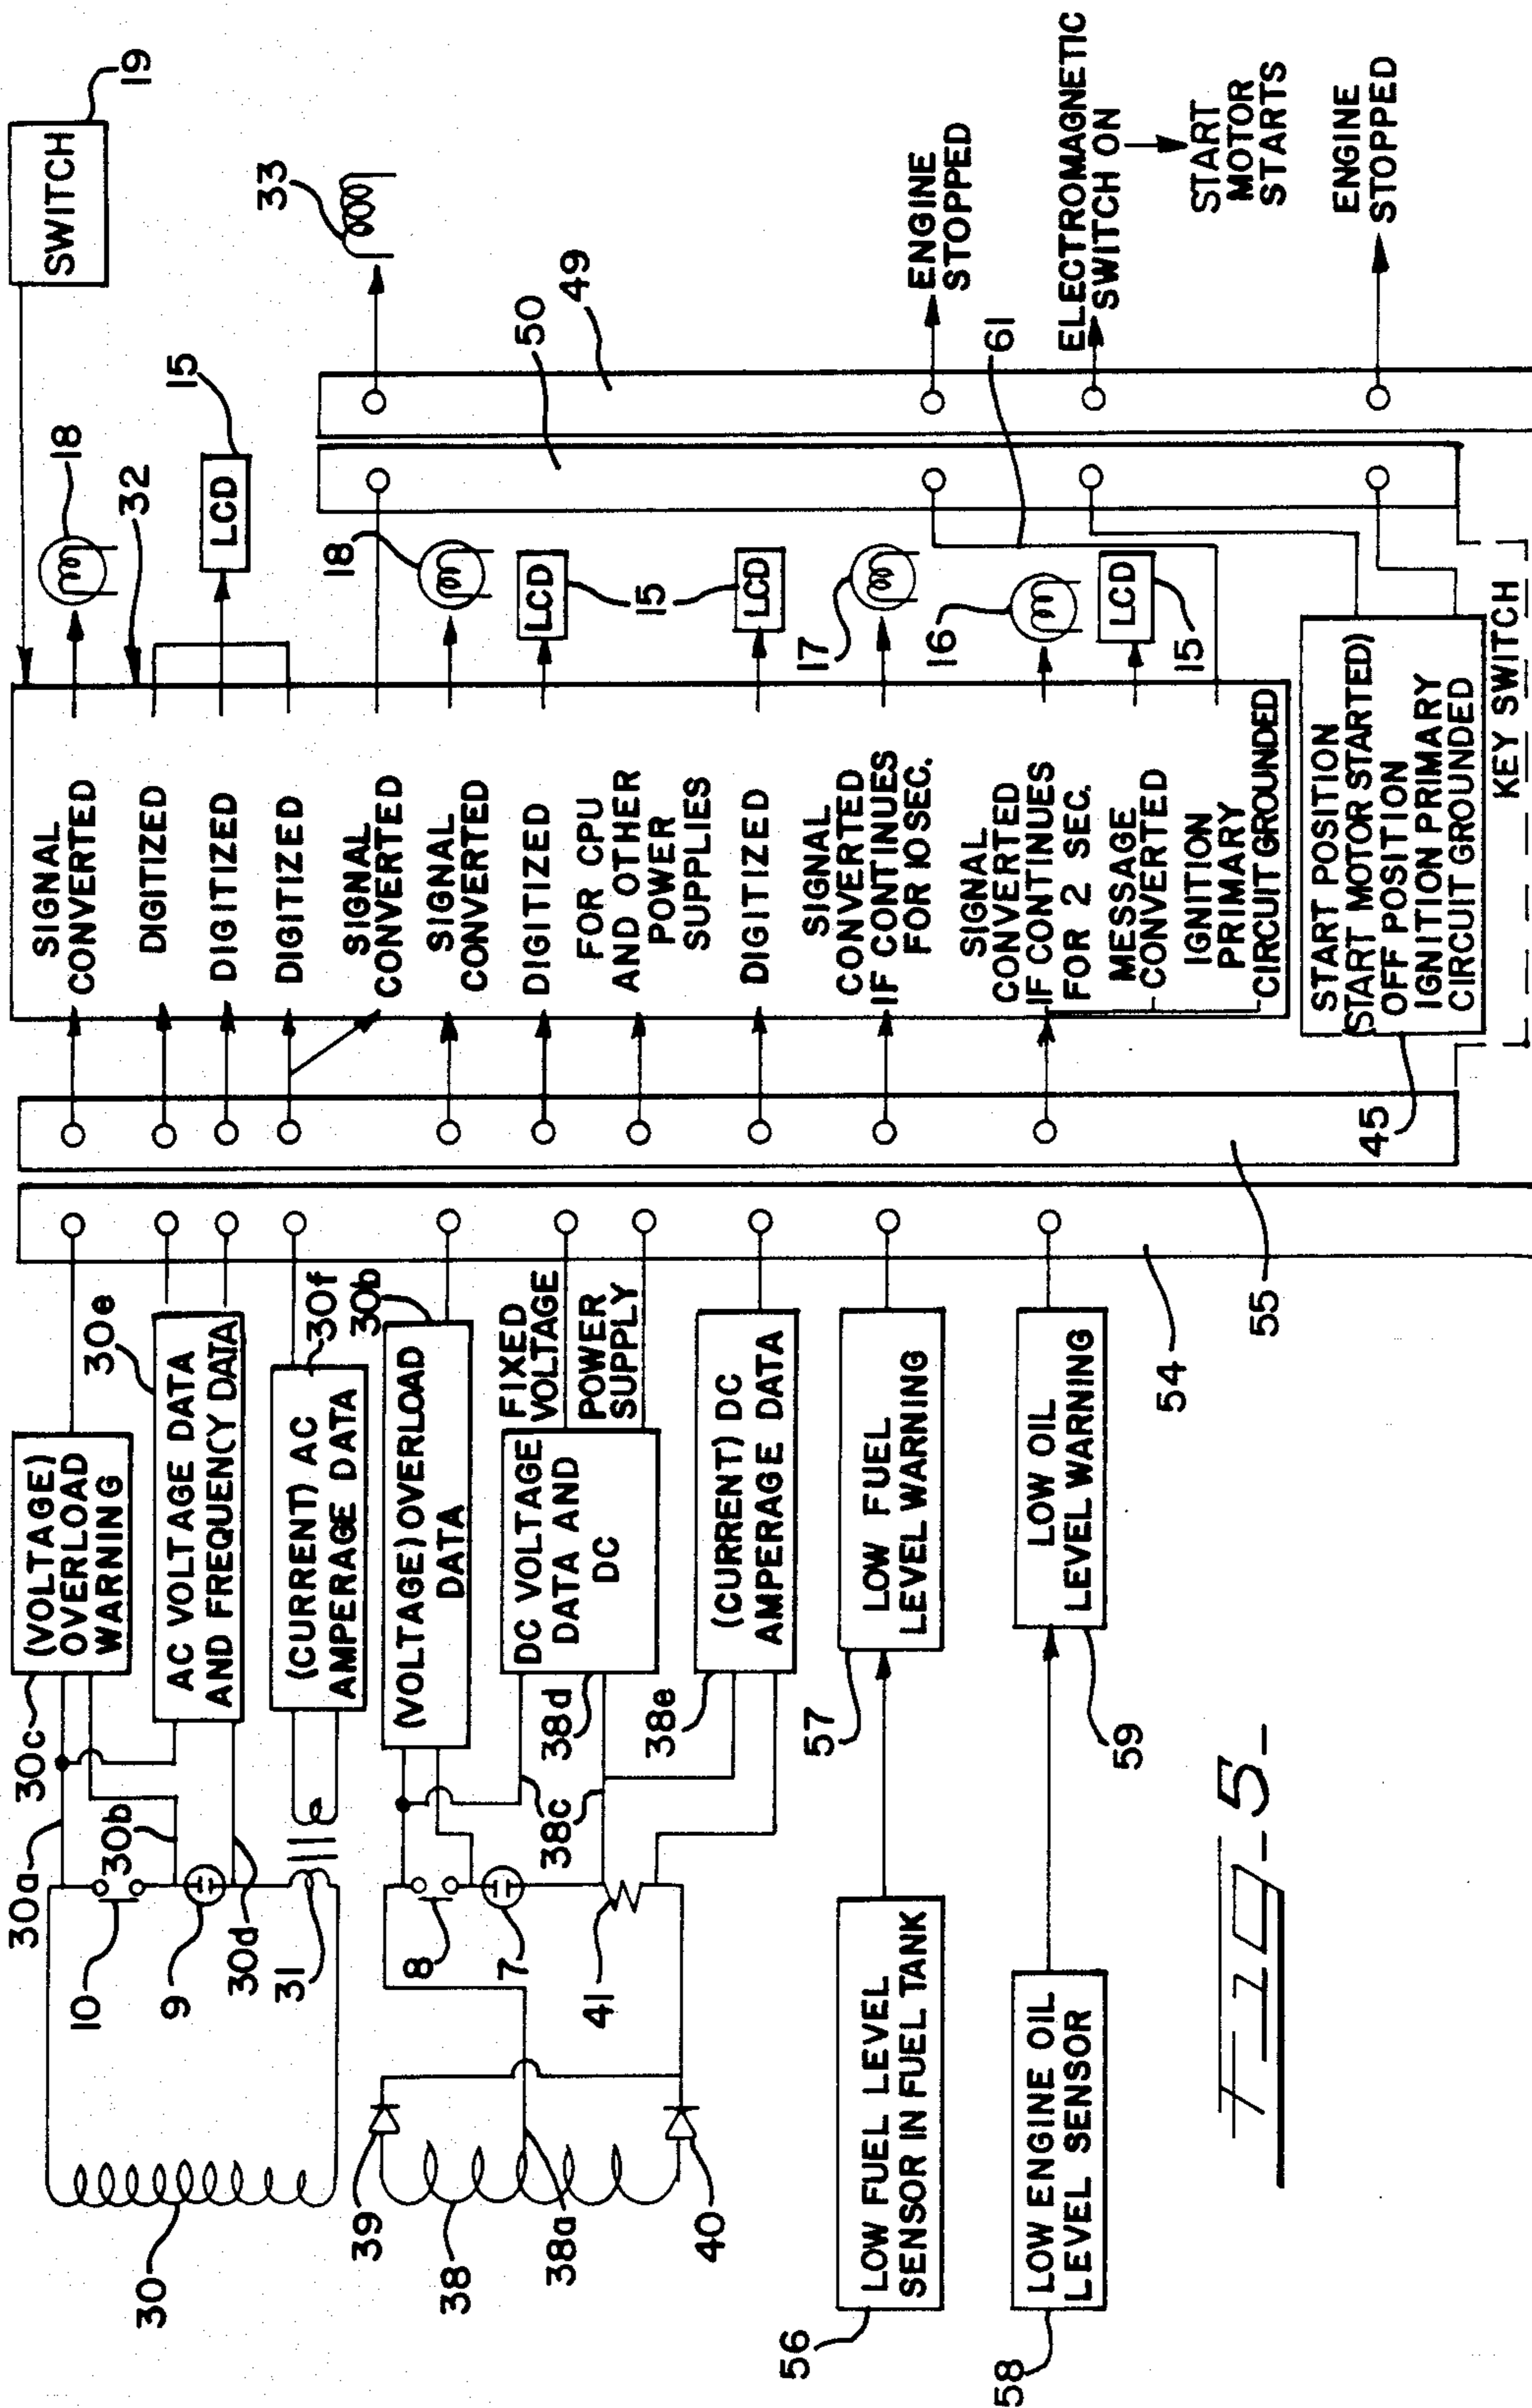 30
30a
10
30b
9
30d
31
30c
(VOLTAGE)
OVERLOAD
WARNING
30e
AC VOLTAGE DATA
AND FREQUENCY DATA
(CURRENT) AC
AMPERAGE DATA
30f
39
38
38a
40
8
7
41
38c
38d
38e
(VOLTAGE) OVERLOAD
DATA
30b
DC VOLTAGE
DATA AND
DC
FIXED
VOLTAGE
POWER
SUPPLY
(CURRENT) DC
AMPERAGE DATA
56
LOW FUEL LEVEL
SENSOR IN FUEL TANK
57
LOW FUEL
LEVEL WARNING
58
LOW ENGINE OIL
LEVEL SENSOR
59
LOW OIL
LEVEL WARNING
54
55
SIGNAL
CONVERTED
DIGITIZED
DIGITIZED
DIGITIZED
SIGNAL
CONVERTED
SIGNAL
CONVERTED
DIGITIZED
FOR CPU
AND OTHER
POWER
SUPPLIES
DIGITIZED
SIGNAL
CONVERTED
IF CONTINUES
FOR 10 SEC.
SIGNAL
CONVERTED
IF CONTINUES
FOR 2 SEC.
MESSAGE
CONVERTED
IGNITION
PRIMARY
CIRCUIT GROUNDED
45
START POSITION
(START MOTOR STARTED)
OFF POSITION
IGNITION PRIMARY
CIRCUIT GROUNDED
KEY SWITCH
18
32
LCD
15
18
LCD
15
LCD
17
16
LCD
15
61
50
49
SWITCH
19
33
ENGINE
STOPPED
ELECTROMAGNETIC
SWITCH ON
START
MOTOR
STARTS
ENGINE
STOPPED
FIG-5-